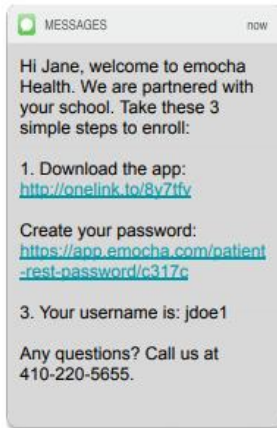 MESSAGES now
Hi Jane, welcome to emocha
Health. We are partnered with
your school. Take these 3
simple steps to enroll:
1. Download the app:
http://onelink.to/8y7tfv
Create your password:
https://app.emocha.com/patient
-rest-password/c317c
3. Your username is: jdoe1
Any questions? Call us at
410-220-5655.